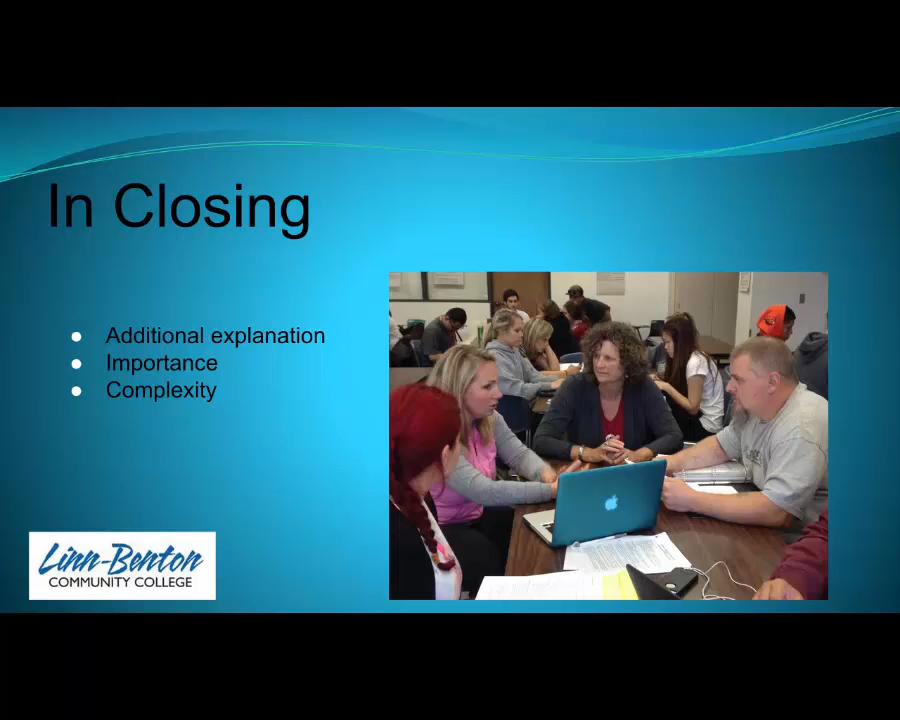 In Closing
● Additional explanation
● Importance
● Complexity
Linn-Benton
COMMUNITY COLLEGE